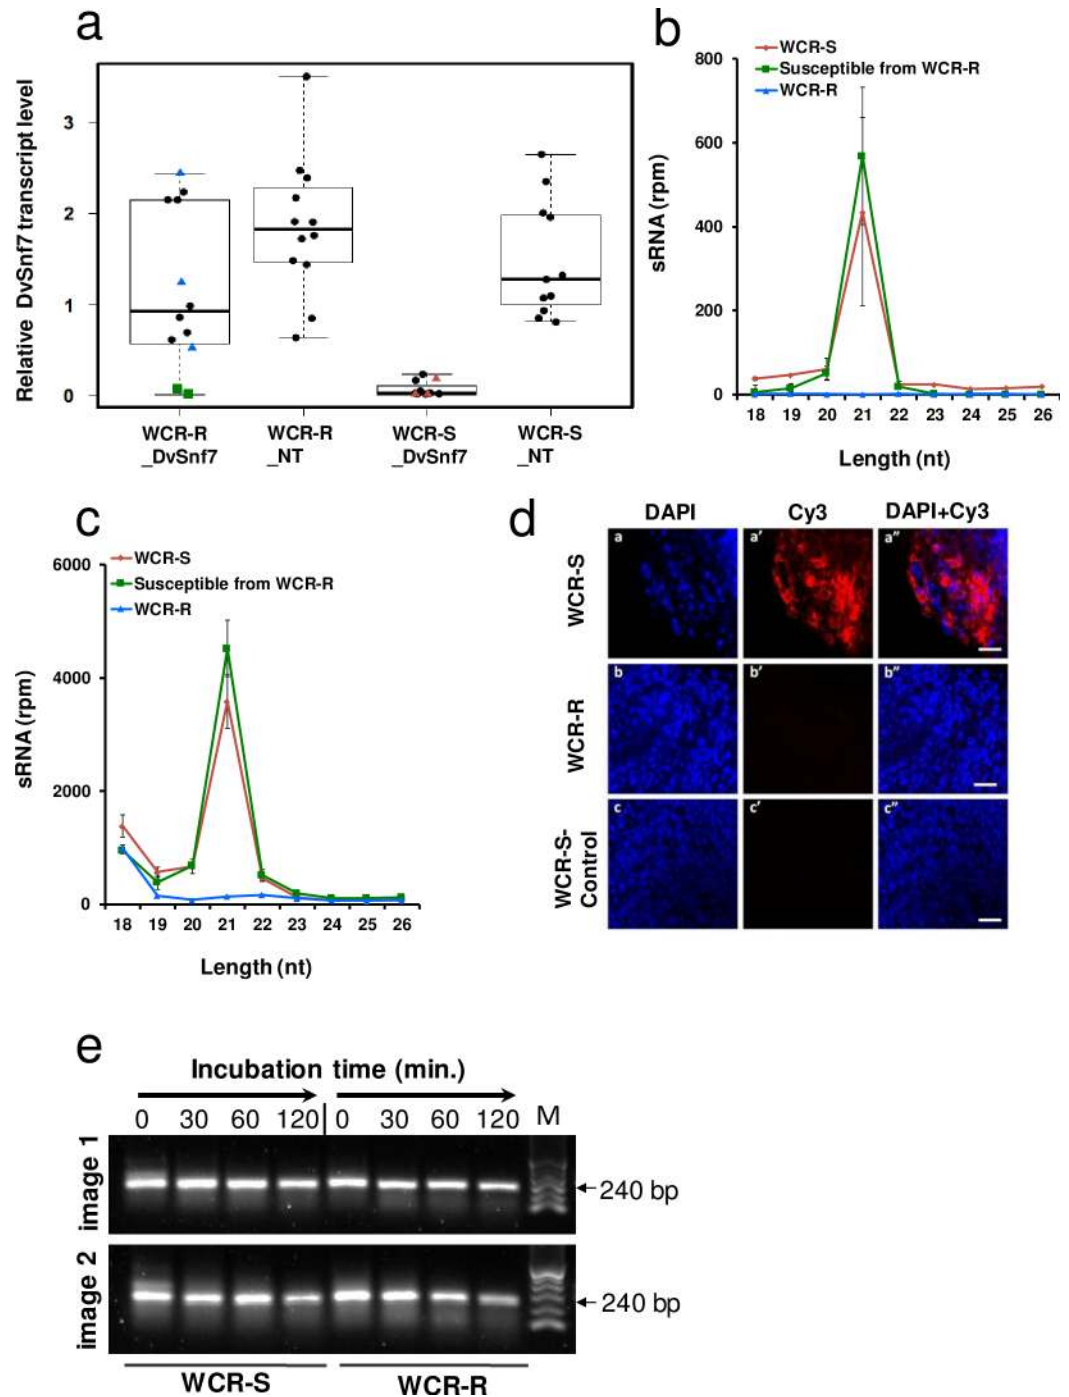 a
Relative DvSnf7 transcript level
3
2
1
0
WCR-R
_DvSnf7
WCR-R
_NT
WCR-S
_DvSnf7
WCR-S
_NT
b
WCR-S
Susceptible from WCR-R
WCR-R
sRNA (rpm)
800
600
400
200
0
18 19 20 21 22 23 24 25 26
Length (nt)
c
WCR-S
Susceptible from WCR-R
WCR-R
sRNA (rpm)
6000
4000
2000
0
18 19 20 21 22 23 24 25 26
Length (nt)
d
DAPI Cy3 DAPI+Cy3
WCR-S
a a' a"
WCR-R
b b' b"
WCR-S-
Control
c c' c"
e
Incubation time (min.)
0 30 60 120 0 30 60 120 M
image 1
240 bp
image 2
240 bp
WCR-S WCR-R